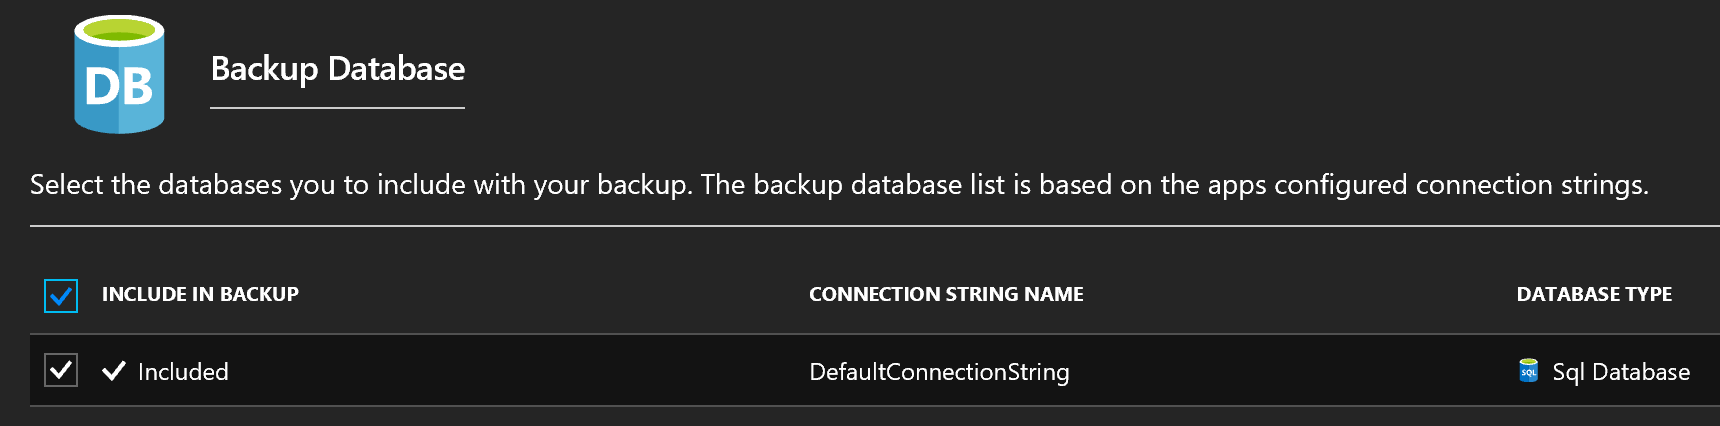 DB
Backup Database
Select the databases you to include with your backup. The backup database list is based on the apps configured connection strings.
INCLUDE IN BACKUP CONNECTION STRING NAME DATABASE TYPE
Included DefaultConnectionString SQL Sql Database